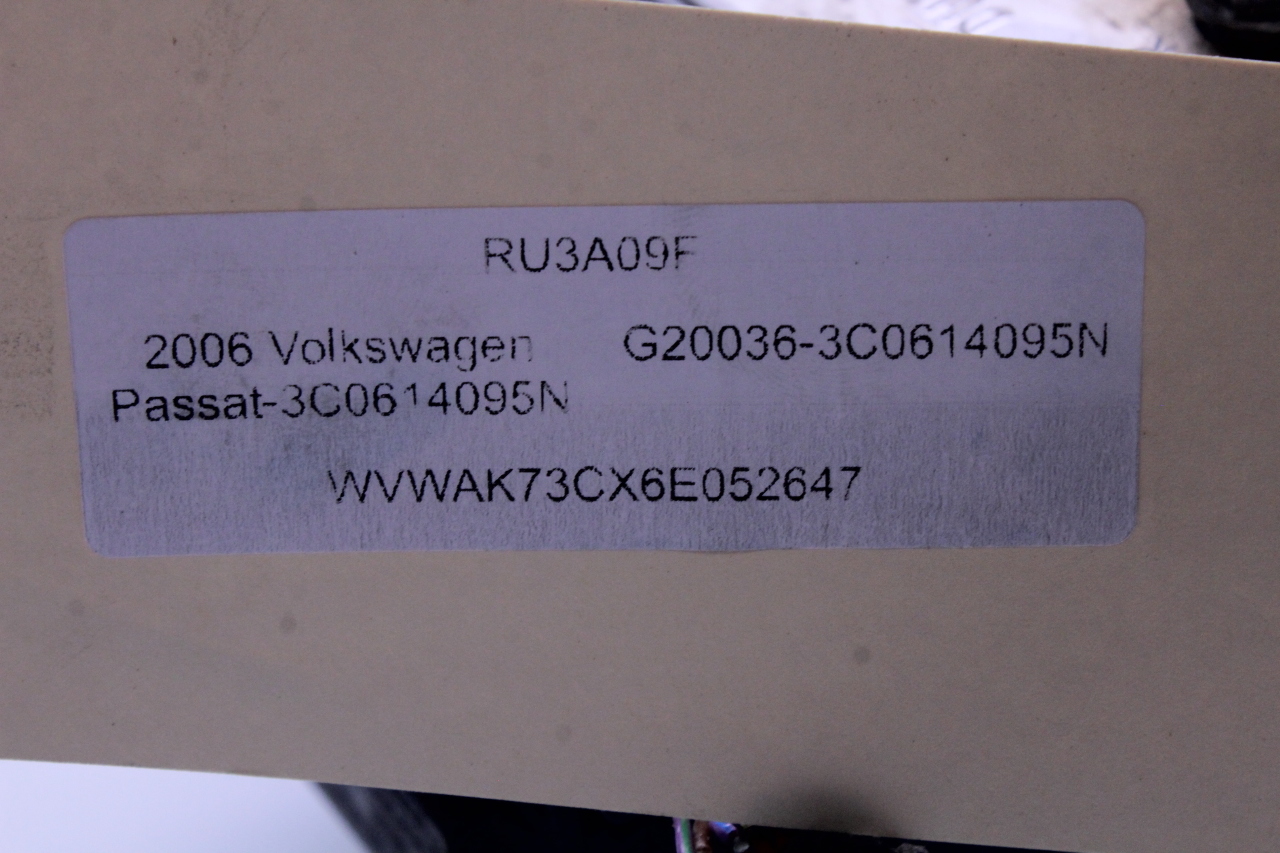 RU3A09F
2006 Volkswagen
Passat-3C0614095N
G20036-3C0614095N
WVWAK73CX6E052647